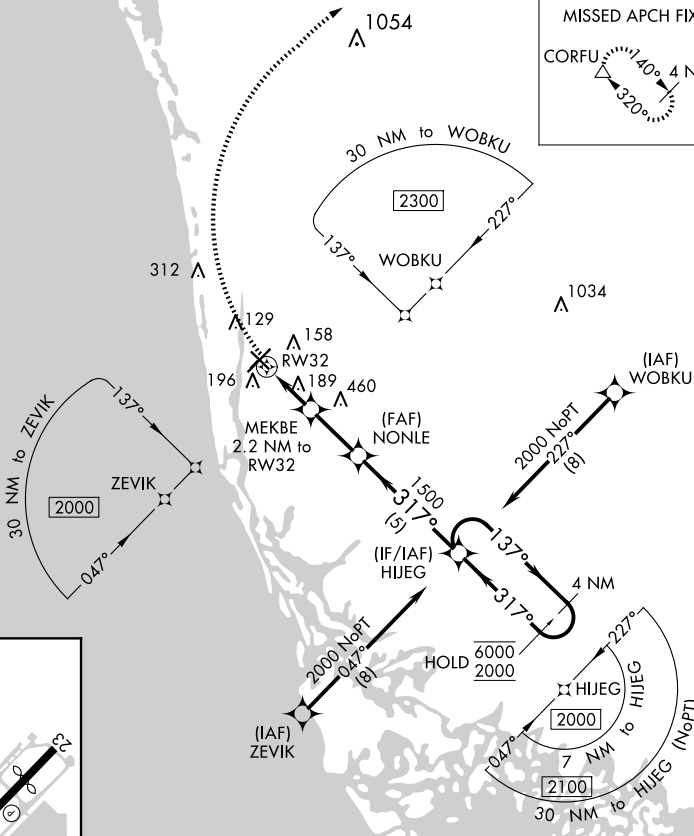 1054
MISSED APCH FIX
CORFU
140°
4 N
320°
30 NM to WOBKU
2300
137°
227°
WOBKU
312
1034
129
158
RW32
196
189
460
(IAF)
WOBKU
MEKBE
2.2 NM to
RW32
(FAF)
NONLE
2000 NoPT
227°
(8)
30 NM to ZEVIK
137°
2000
ZEVIK
047°
1500
317°
(5)
(IF/IAF)
HIJEG
137°
317°
4 NM
HOLD
6000
2000
2000 NoPT
047°
(8)
(IAF)
ZEVIK
227°
HIJEG
2000
047°
7 NM to HIJEG
2100
30 NM to HIJEG (NoPT)
23
P